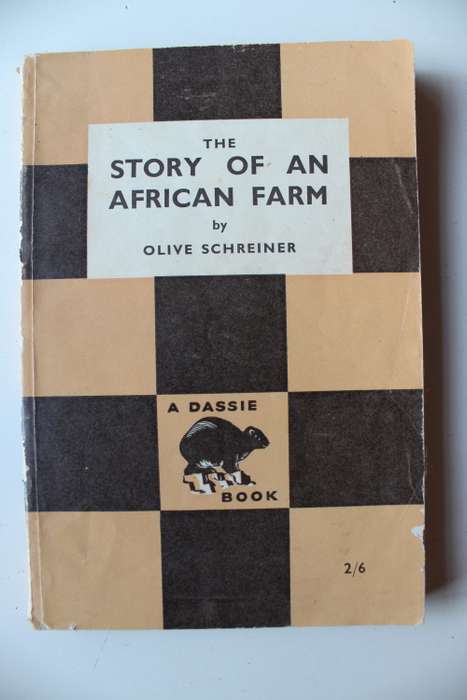 THE
STORY OF AN
AFRICAN FARM
by
OLIVE SCHREINER
A DASSIE
BOOK
2/6